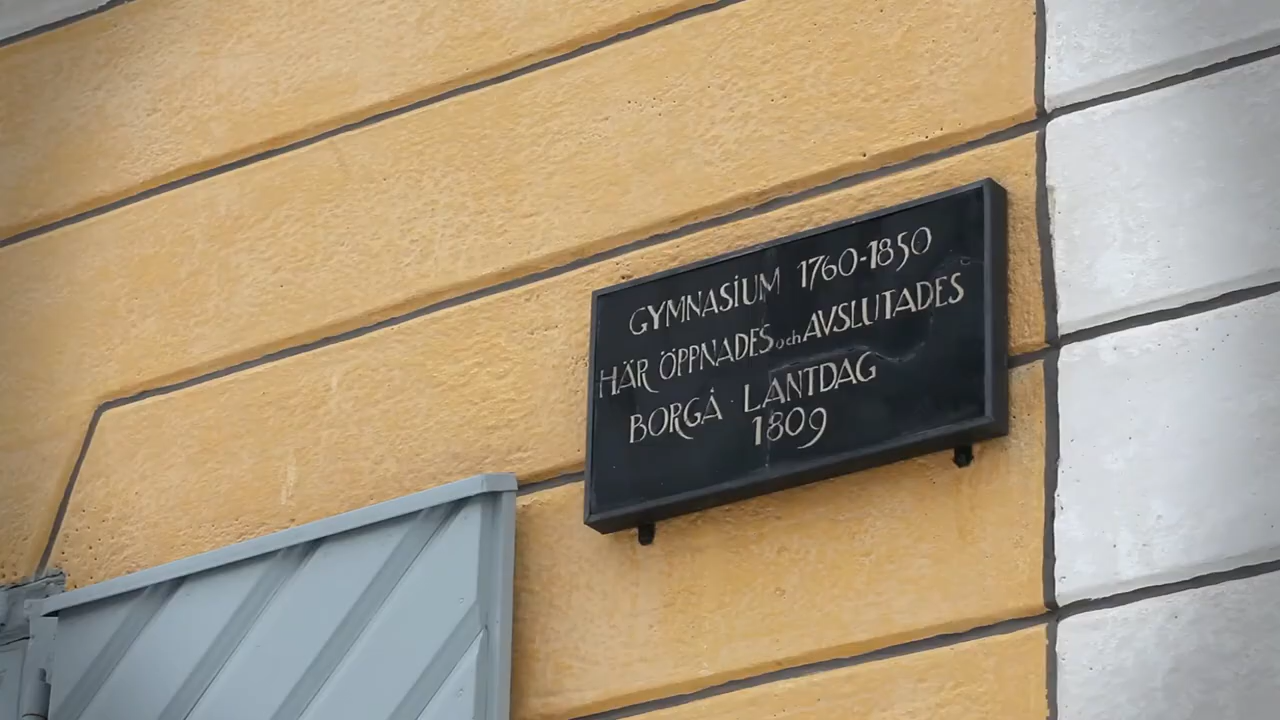 GYMNASIUM 1760-1850
HÄR ÖPPNADES och AVSLUTADES
BORGÅ LANTDAG
1809